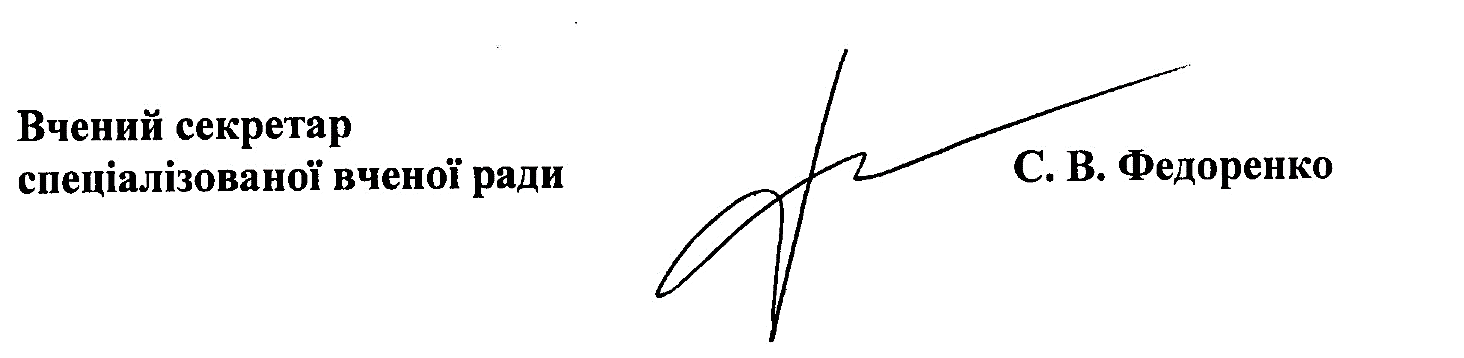 Вчений секретар
спеціалізованої вченої ради
С. В. Федоренко